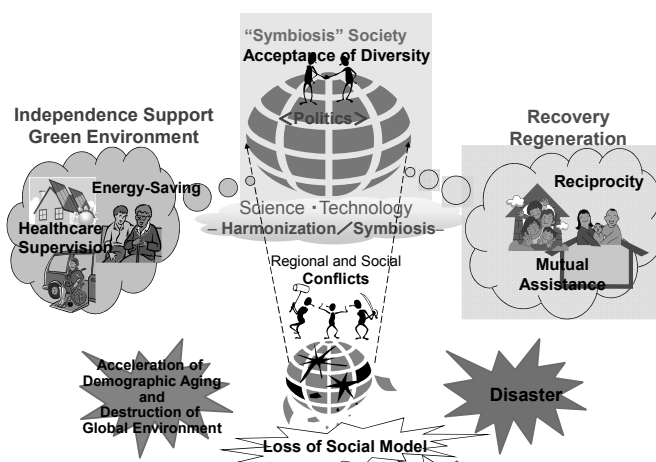 “Symbiosis” Society
Acceptance of Diversity
<Politics>
Independence Support
Green Environment
Energy-Saving
Healthcare
Supervision
Recovery
Regeneration
Reciprocity
Mutual
Assistance
Science・Technology
– Harmonization／Symbiosis–
Regional and Social
Conflicts
Acceleration of
Demographic Aging
and
Destruction of
Global Environment
Disaster
Loss of Social Model